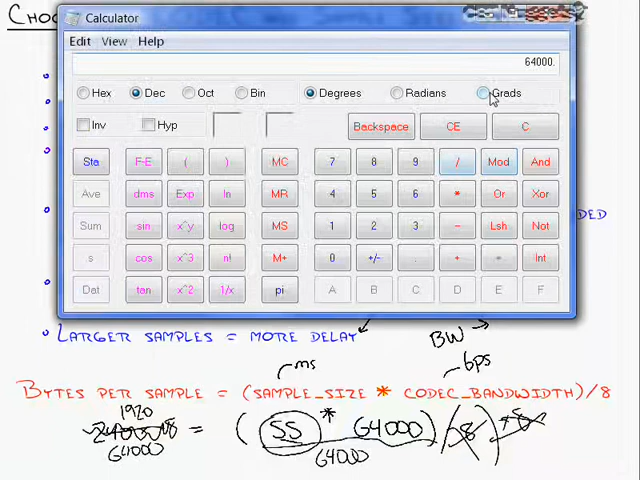 Calculator
Edit View Help
64000.
Hex Dec Oct Bin Degrees Radians Grads
Inv Hyp Backspace CE C
Sta F-E ( ) MC 7 8 9 / Mod And
Ave dms Exp ln MR 4 5 6 * Or Xor
Sum sin x^y log MS 1 2 3 - Lsh Not
s cos x^3 n! M+ 0 +/- . + = Int
Dat tan x^2 1/x pi A B C D E F
LARGER SAMPLES = MORE DELAY
BW
ms
bps
BYTES PER SAMPLE = (SAMPLE_SIZE * CODEC_BANDWIDTH)/8
1920
= ( SS * 64000 ) /8 ) * 8
64000
64000